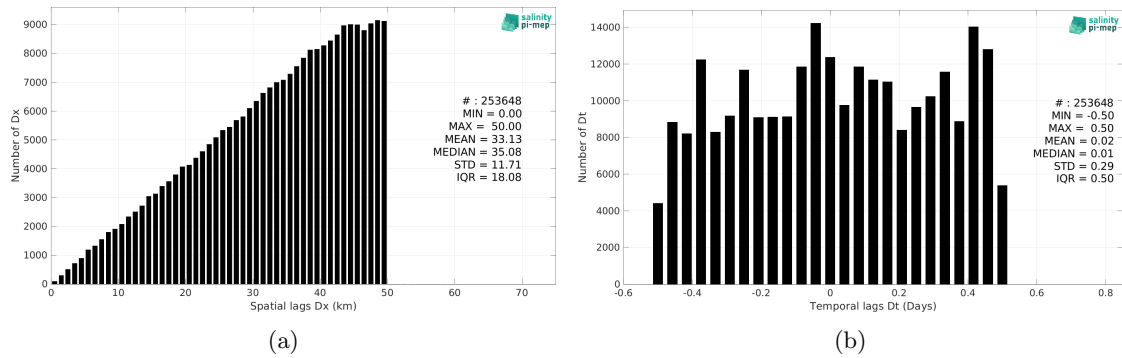 9000
8000
7000
6000
5000
4000
3000
2000
1000
0
Number of Dx
0 10 20 30 40 50 60 70
Spatial lags Dx (km)
salinity
pi-mep
# : 253648
MIN = 0.00
MAX = 50.00
MEAN = 33.13
MEDIAN = 35.08
STD = 11.71
IQR = 18.08
(a)
14000
12000
10000
8000
6000
4000
2000
0
Number of Dt
-0.6 -0.4 -0.2 0 0.2 0.4 0.6 0.8
Temporal lags Dt (Days)
salinity
pi-mep
# : 253648
MIN = -0.50
MAX = 0.50
MEAN = 0.02
MEDIAN = 0.01
STD = 0.29
IQR = 0.50
(b)